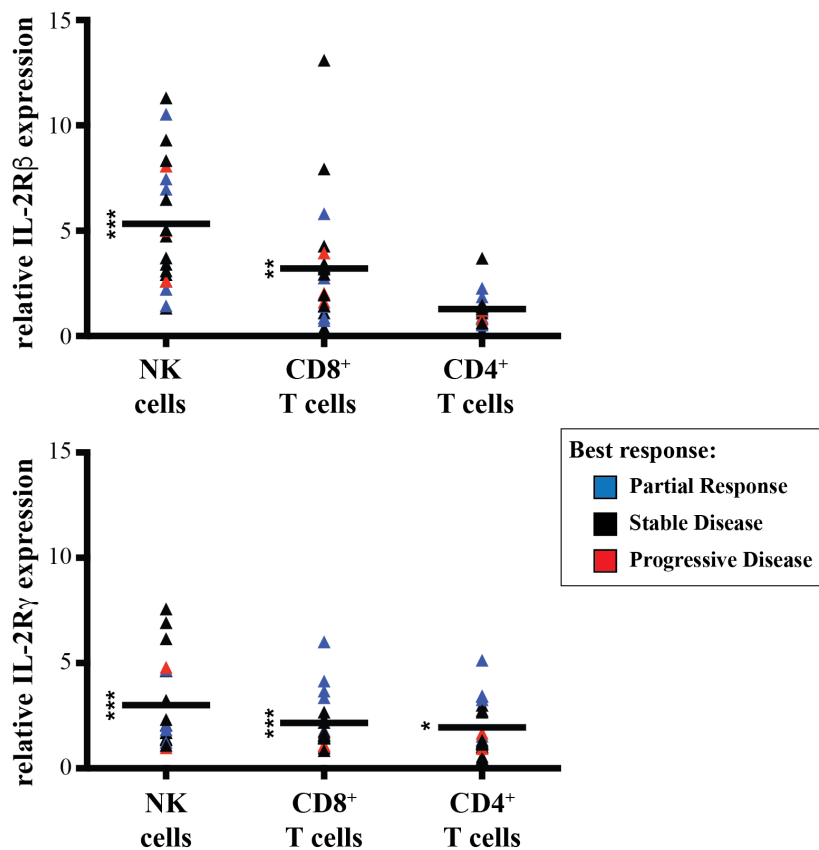 relative IL-2Rβ expression
15
10
5
0
***
**
NK
cells
CD8⁺
T cells
CD4⁺
T cells
relative IL-2Rγ expression
15
10
5
0
***
***
*
NK
cells
CD8⁺
T cells
CD4⁺
T cells
Best response:
Partial Response
Stable Disease
Progressive Disease